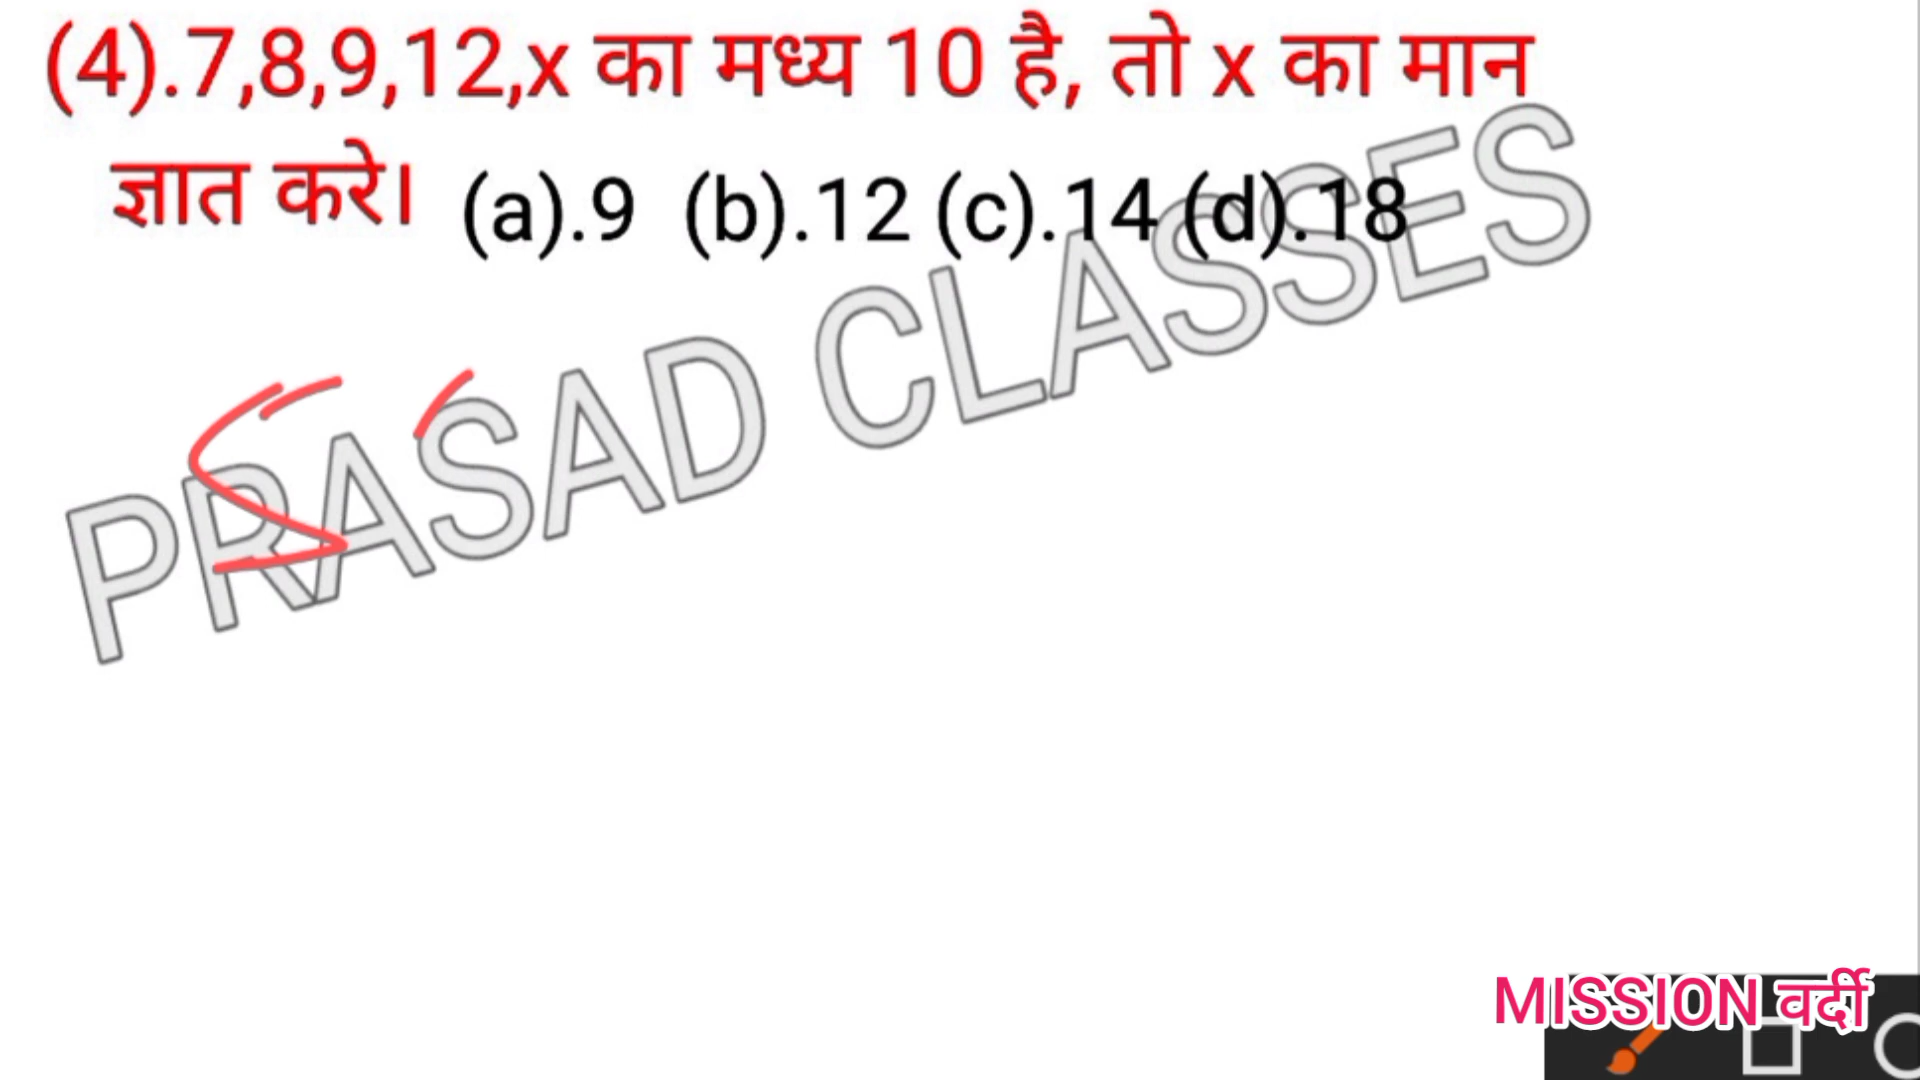 (4).7,8,9,12,x का मध्य 10 है, तो x का मान
ज्ञात करे। (a).9 (b).12 (c).14 (d).18
PRASAD CLASSES
MISSION वर्दी